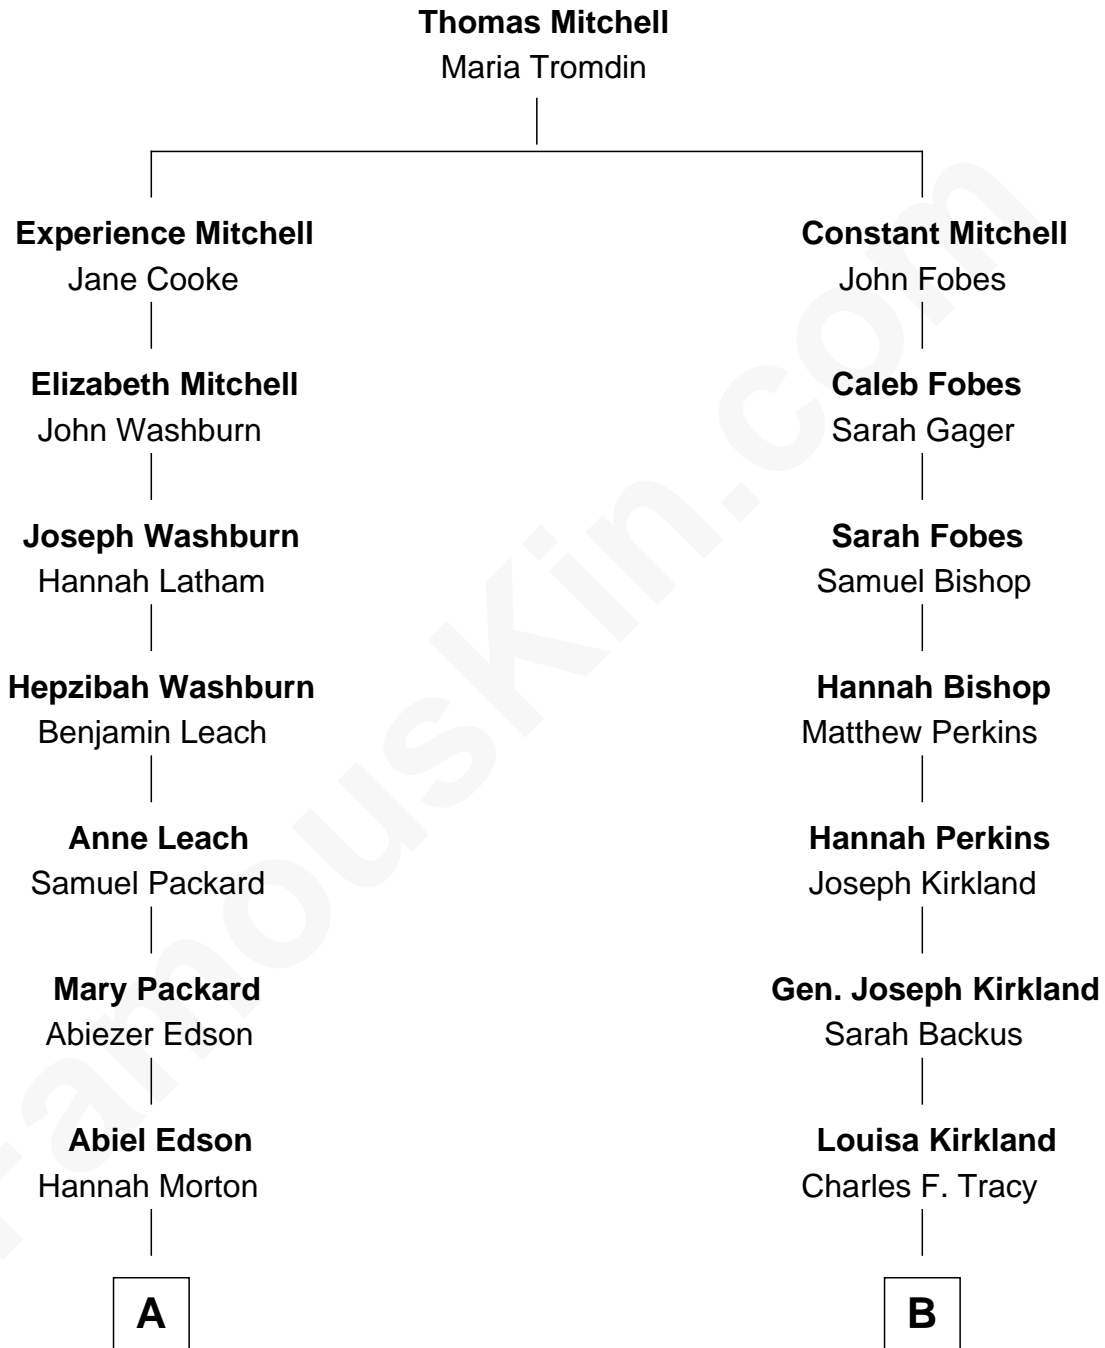 Thomas Mitchell
Maria Tromdin
Experience Mitchell
Jane Cooke
Constant Mitchell
John Fobes
Elizabeth Mitchell
John Washburn
Caleb Fobes
Sarah Gager
Joseph Washburn
Hannah Latham
Sarah Fobes
Samuel Bishop
Hepzibah Washburn
Benjamin Leach
Hannah Bishop
Matthew Perkins
Anne Leach
Samuel Packard
Hannah Perkins
Joseph Kirkland
Mary Packard
Abiezer Edson
Gen. Joseph Kirkland
Sarah Backus
Abiel Edson
Hannah Morton
Louisa Kirkland
Charles F. Tracy
A
B
FamousKin.com